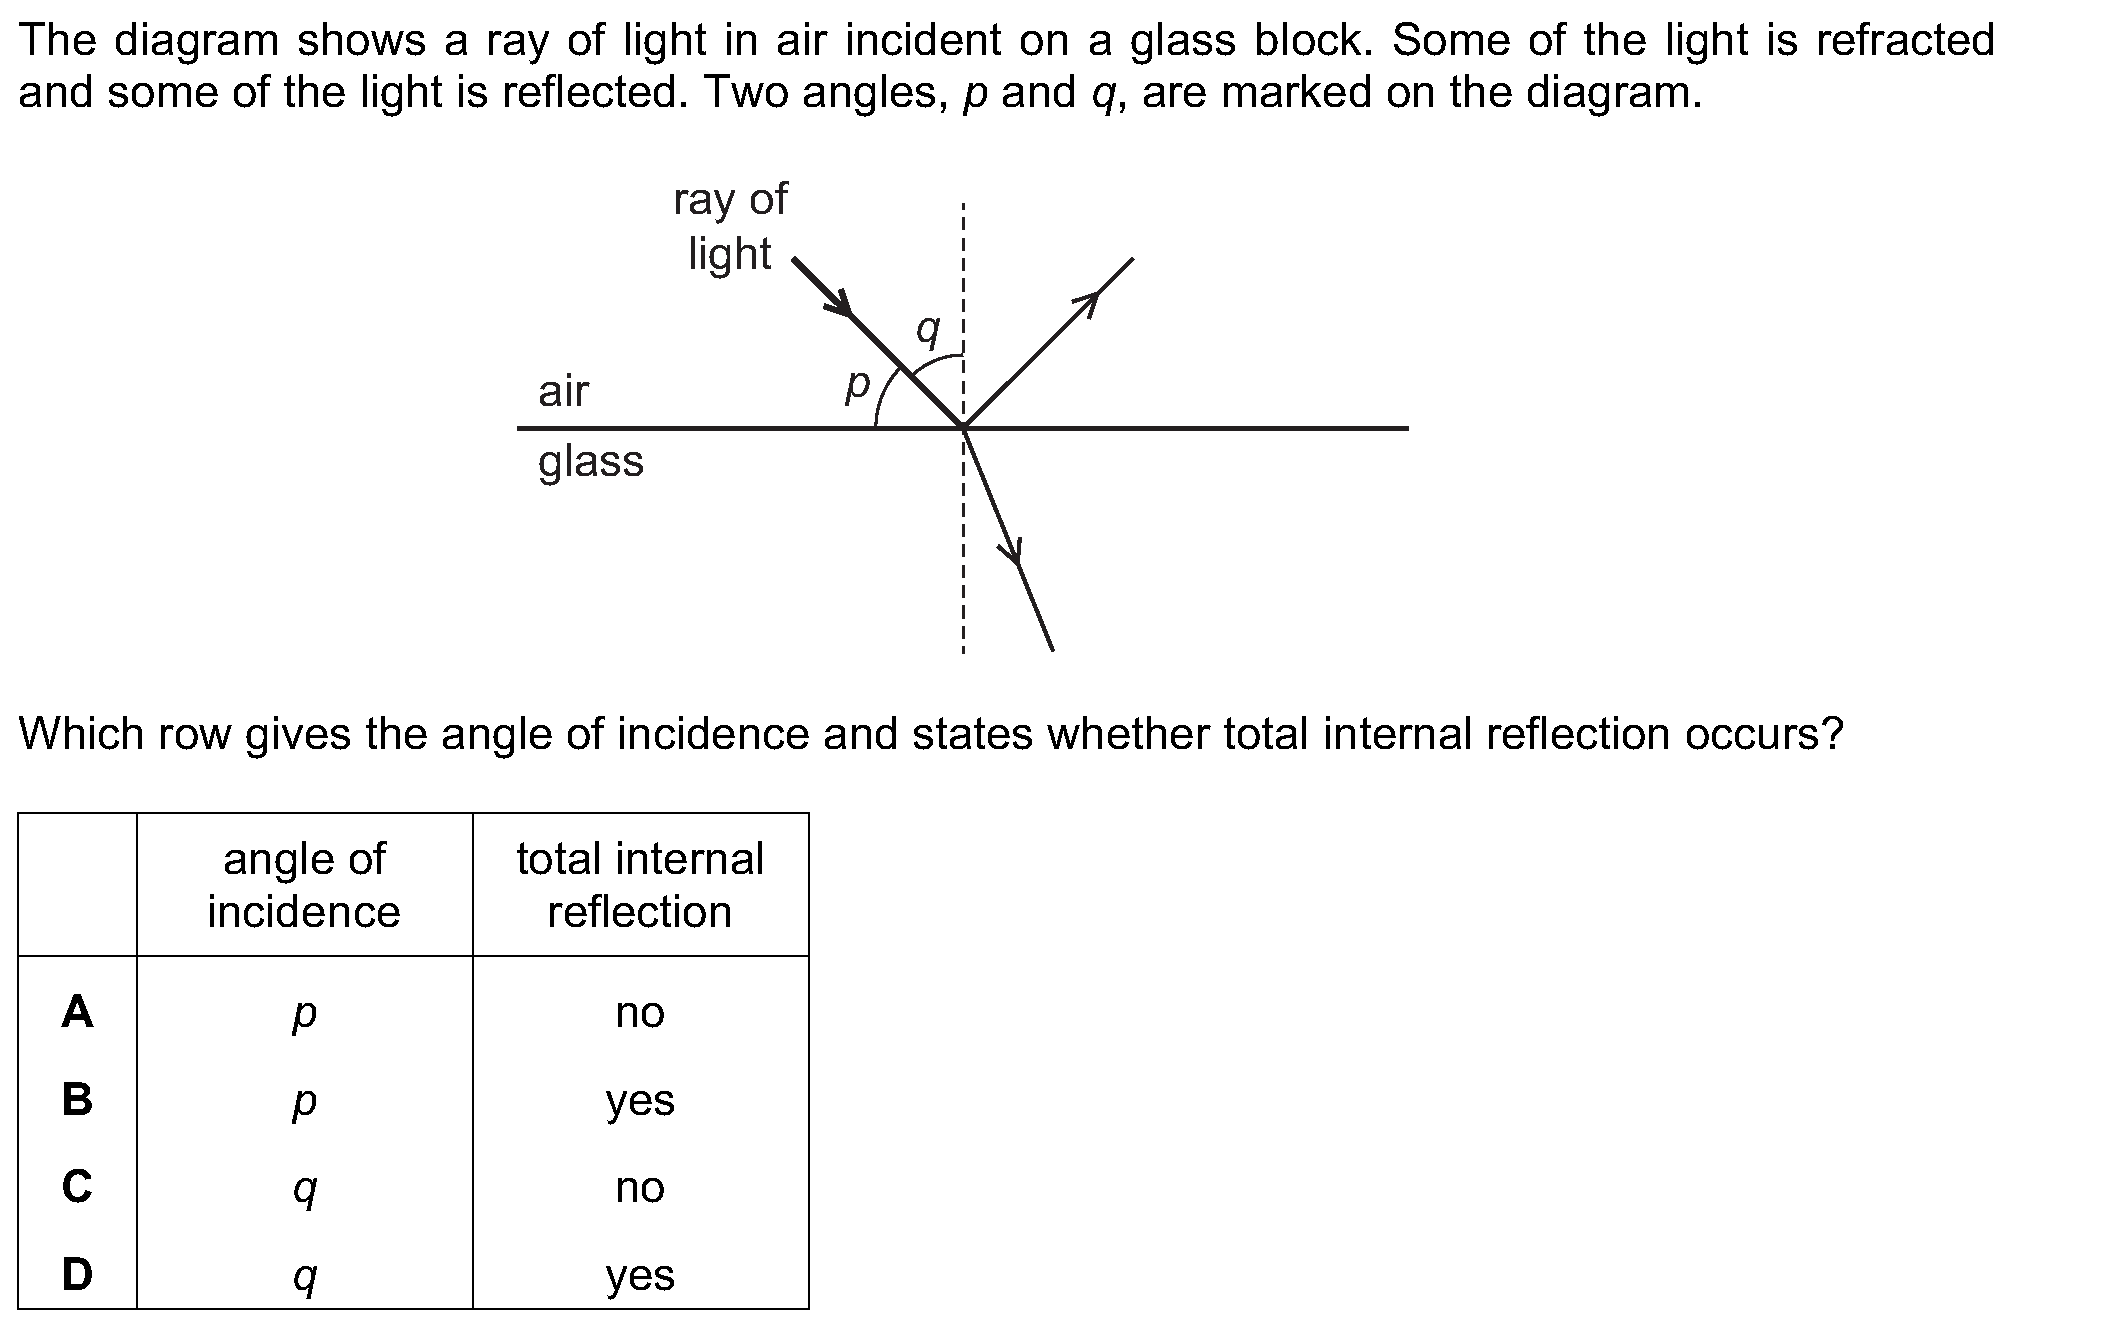 The diagram shows a ray of light in air incident on a glass block. Some of the light is refracted
and some of the light is reflected. Two angles, p and q, are marked on the diagram.
ray of
light
q
p
air
glass
Which row gives the angle of incidence and states whether total internal reflection occurs?
angle of incidence total internal reflection
A p no
B p yes
C q no
D q yes